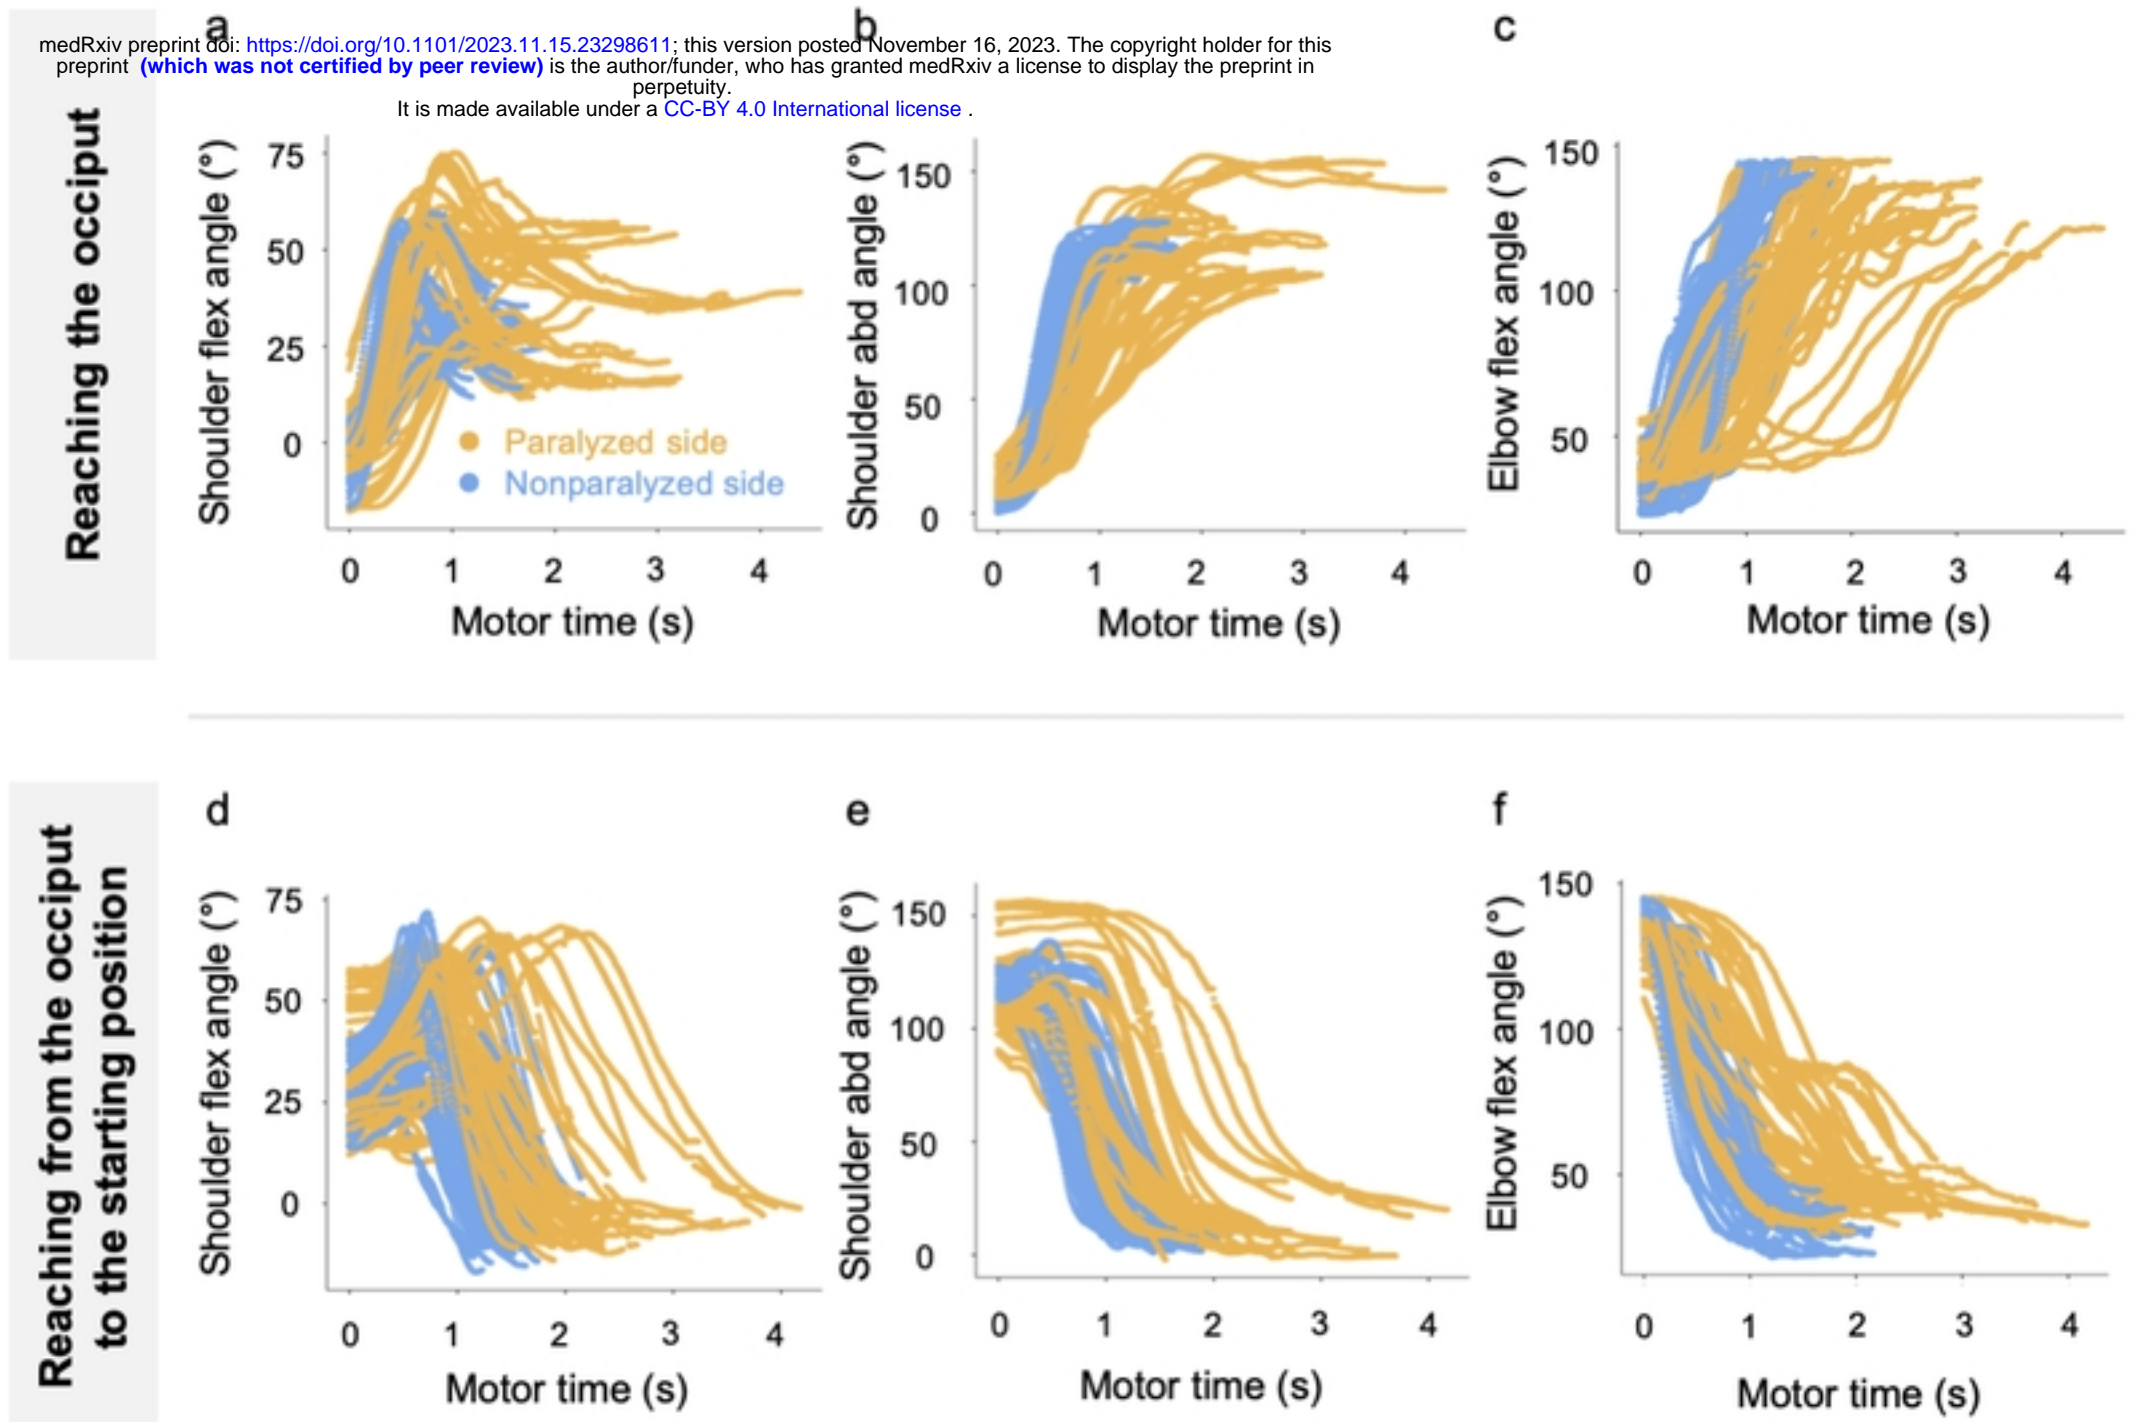 a
b
c
medRxiv preprint doi: https://doi.org/10.1101/2023.11.15.23298611; this version posted November 16, 2023. The copyright holder for this
preprint (which was not certified by peer review) is the author/funder, who has granted medRxiv a license to display the preprint in
perpetuity.
It is made available under a CC-BY 4.0 International license .
Reaching the occiput
Shoulder flex angle (°)
75
50
25
0
Paralyzed side
Nonparalyzed side
0 1 2 3 4
Motor time (s)
Shoulder abd angle (°)
150
100
50
0
0 1 2 3 4
Motor time (s)
Elbow flex angle (°)
150
100
50
0 1 2 3 4
Motor time (s)
Reaching from the occiput
to the starting position
d
Shoulder flex angle (°)
75
50
25
0
0 1 2 3 4
Motor time (s)
e
Shoulder abd angle (°)
150
100
50
0
0 1 2 3 4
Motor time (s)
f
Elbow flex angle (°)
150
100
50
0 1 2 3 4
Motor time (s)